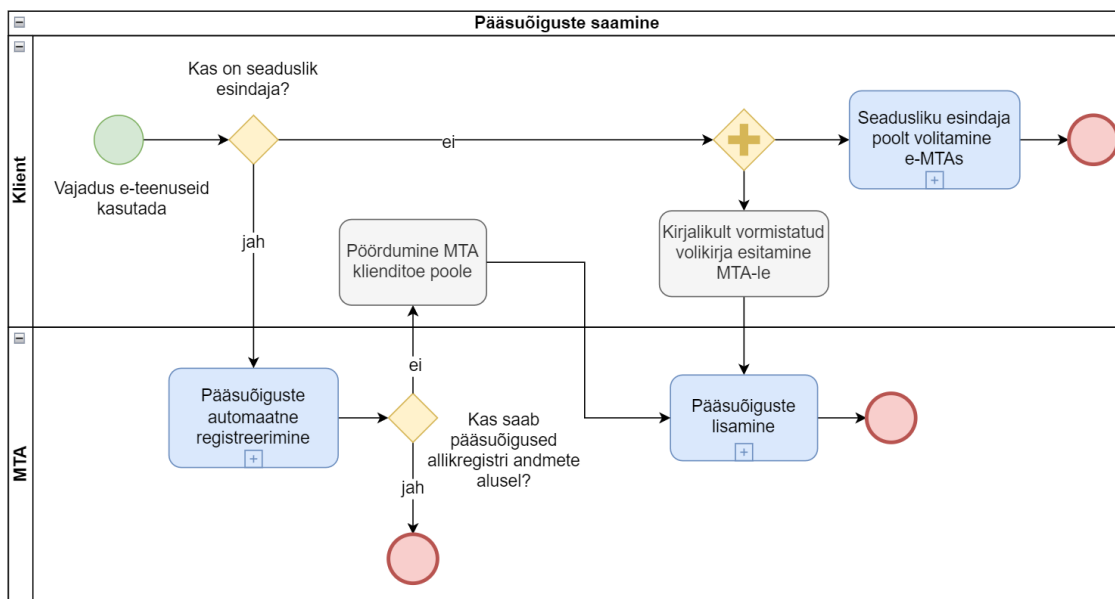 Pääsuõiguste saamine
Klient
Kas on seaduslik
esindaja?
Vajadus e-teenuseid
kasutada
ei
Seadusliku esindaja
poolt volitamine
e-MTAs
jah
Pöördumine MTA
klienditoe poole
Kirjalikult vormistatud
volikirja esitamine
MTA-le
MTA
Pääsuõiguste
automaatne
registreerimine
ei
Kas saab
pääsuõigused
allikregistri andmete
alusel?
jah
Pääsuõiguste
lisamine